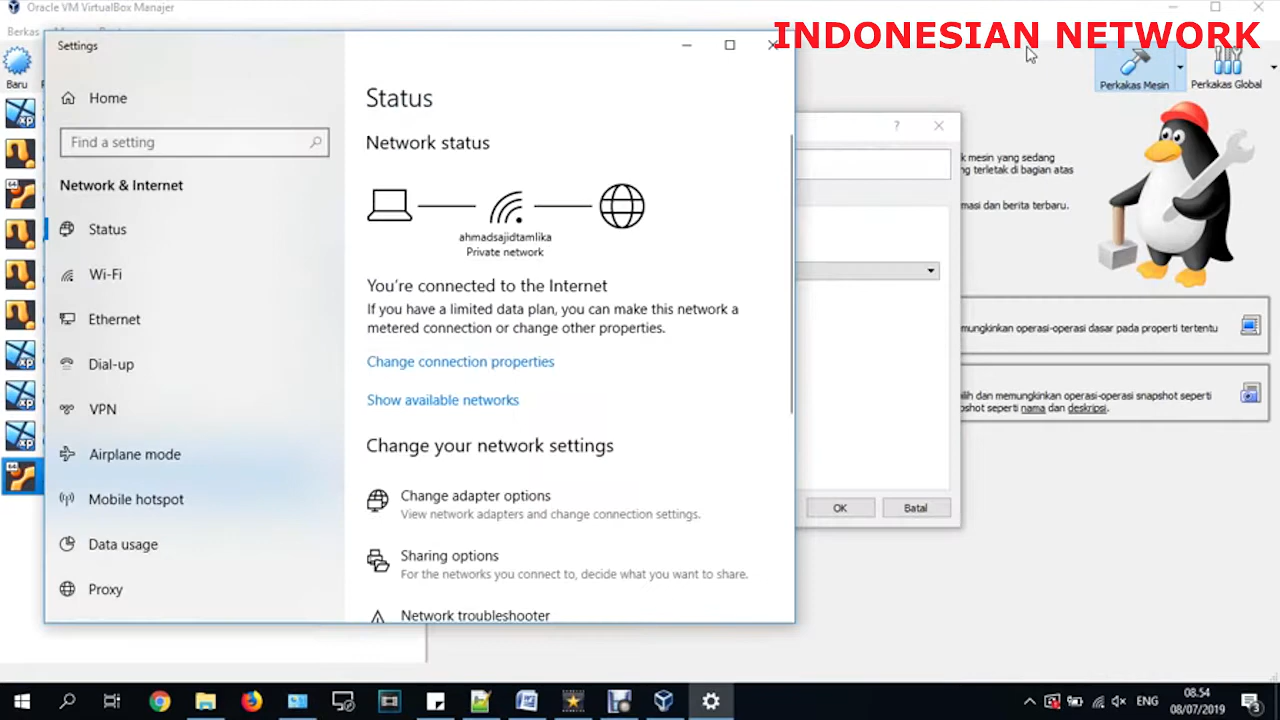 Oracle VM VirtualBox Manajer
INDONESIAN NETWORK
Berkas
Baru
Perkakas Mesin
Perkakas Global
Settings
Home
Find a setting
Network & Internet
Status
Wi-Fi
Ethernet
Dial-up
VPN
Airplane mode
Mobile hotspot
Data usage
Proxy
Status
Network status
ahmadsajidtamlika
Private network
You're connected to the Internet
If you have a limited data plan, you can make this network a
metered connection or change other properties.
Change connection properties
Show available networks
Change your network settings
Change adapter options
View network adapters and change connection settings.
Sharing options
For the networks you connect to, decide what you want to share.
Network troubleshooter
?
OK
Batal
k mesin yang sedang
ng terletak di bagian atas
masi dan berita terbaru.
mungkinkan operasi-operasi dasar pada properti tertentu
ilih dan memungkinkan operasi-operasi snapshot seperti
pshot seperti nama dan deskripsi.
64
xp
ENG
08.54
08/07/2019
3